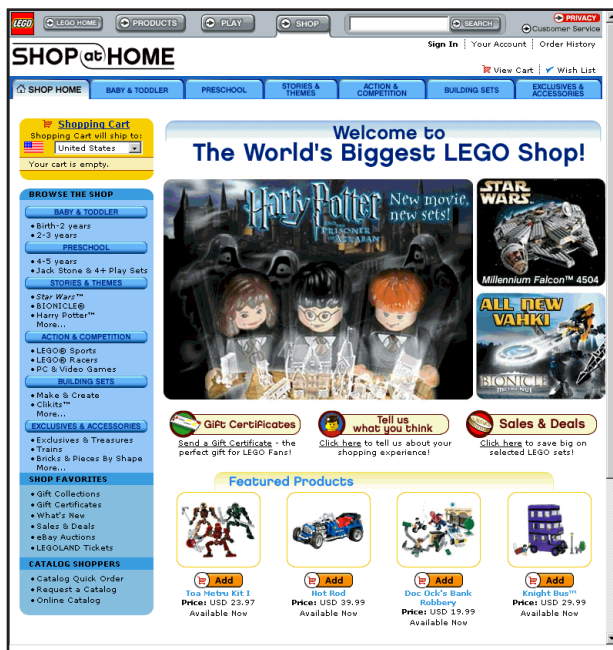 LEGO
LEGO HOME
PRODUCTS
PLAY
SHOP
SEARCH
PRIVACY
Customer Service
SHOP at HOME
Sign In
Your Account
Order History
View Cart
Wish List
SHOP HOME
BABY & TODDLER
PRESCHOOL
STORIES & THEMES
ACTION & COMPETITION
BUILDING SETS
EXCLUSIVES & ACCESSORIES
Shopping Cart
Shopping Cart will ship to:
United States
Your cart is empty.
BROWSE THE SHOP
BABY & TODDLER
Birth-2 years
2-3 years
PRESCHOOL
4-5 years
Jack Stone & 4+ Play Sets
STORIES & THEMES
Star Wars™
BIONICLE®
Harry Potter™
More...
ACTION & COMPETITION
LEGO® Sports
LEGO® Racers
PC & Video Games
BUILDING SETS
Make & Create
Clikits™
More...
EXCLUSIVES & ACCESSORIES
Exclusives & Treasures
Trains
Bricks & Pieces By Shape
More...
SHOP FAVORITES
Gift Collections
Gift Certificates
What's New
Sales & Deals
eBay Auctions
LEGOLAND Tickets
CATALOG SHOPPERS
Catalog Quick Order
Request a Catalog
Online Catalog
Welcome to
The World's Biggest LEGO Shop!
Harry Potter
AND THE
PRISONER OF
AZKABAN
New movie,
new sets!
STAR
WARS
Millennium Falcon™ 4504
ALL NEW
VAHKI
BIONICLE
Gift Certificates
Send a Gift Certificate - the
perfect gift for LEGO Fans!
Tell us
what you think
Click here to tell us about your
shopping experience!
Sales & Deals
Click here to save big on
selected LEGO sets!
Featured Products
Add
Toa Metru Kit I
Price: USD 23.97
Available Now
Add
Hot Rod
Price: USD 39.99
Available Now
Add
Doc Ock's Bank
Robbery
Price: USD 19.99
Available Now
Add
Knight Bus™
Price: USD 29.99
Available Now